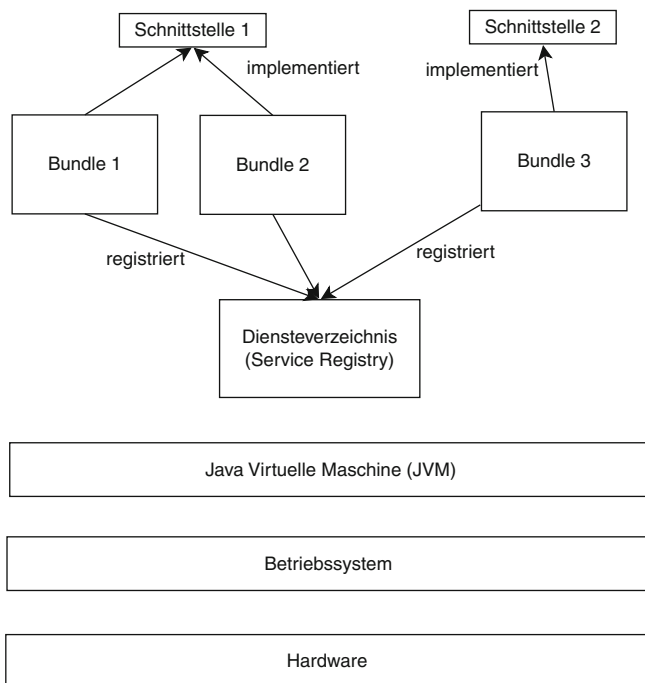 Schnittstelle 1
Schnittstelle 2
implementiert
implementiert
Bundle 1
Bundle 2
Bundle 3
registriert
registriert
Diensteverzeichnis
(Service Registry)
Java Virtuelle Maschine (JVM)
Betriebssystem
Hardware